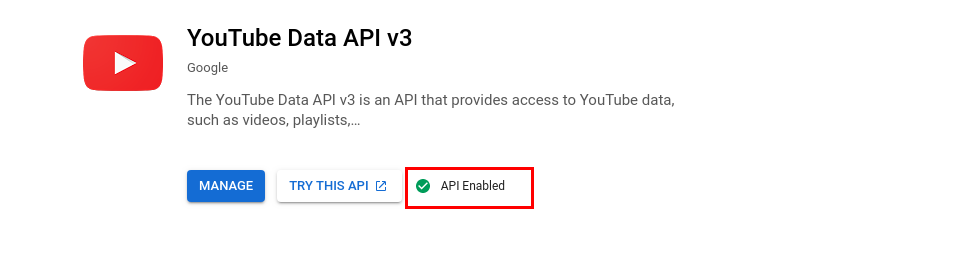 YouTube Data API v3
Google
The YouTube Data API v3 is an API that provides access to YouTube data,
such as videos, playlists,…
MANAGE TRY THIS API API Enabled